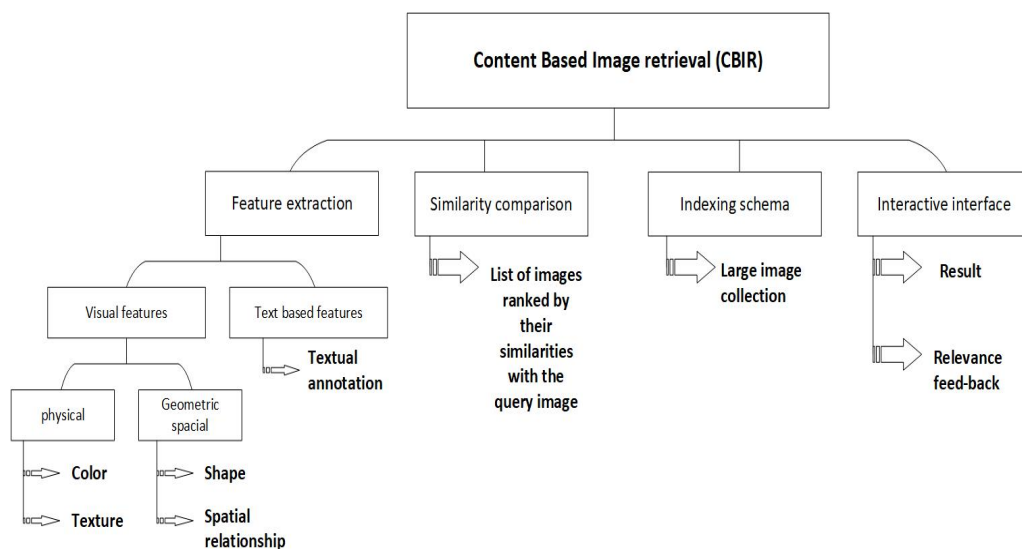 Content Based Image retrieval (CBIR)
Feature extraction
Similarity comparison
Indexing schema
Interactive interface
List of images
ranked by
their
similarities
with the
query image
Large image
collection
Result
Relevance
feed-back
Visual features
Text based features
Textual
annotation
physical
Geometric
spacial
Color
Texture
Shape
Spatial
relationship